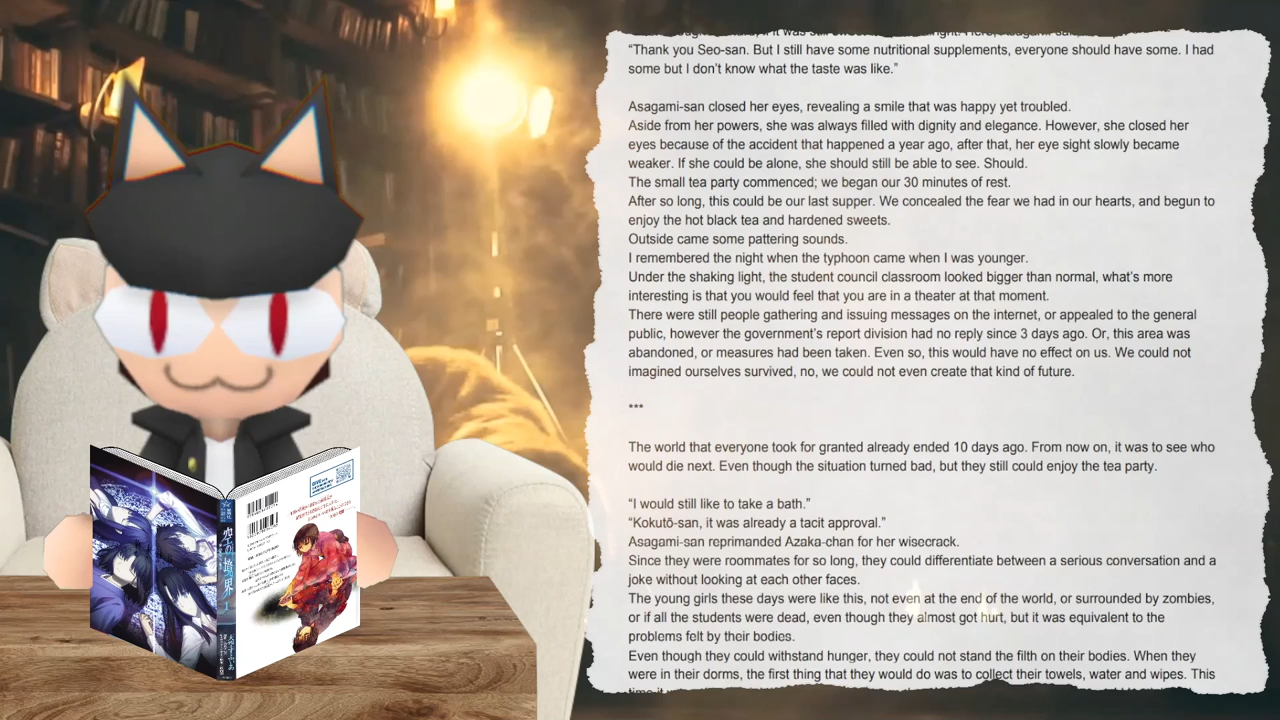 “Thank you Seo-san. But I still have some nutritional supplements, everyone should have some. I had
some but I don’t know what the taste was like.”
Asagami-san closed her eyes, revealing a smile that was happy yet troubled.
Aside from her powers, she was always filled with dignity and elegance. However, she closed her
eyes because of the accident that happened a year ago, after that, her eye sight slowly became
weaker. If she could be alone, she should still be able to see. Should.
The small tea party commenced; we began our 30 minutes of rest.
After so long, this could be our last supper. We concealed the fear we had in our hearts, and begun to
enjoy the hot black tea and hardened sweets.
Outside came some pattering sounds.
I remembered the night when the typhoon came when I was younger.
Under the shaking light, the student council classroom looked bigger than normal, what’s more
interesting is that you would feel that you are in a theater at that moment.
There were still people gathering and issuing messages on the internet, or appealed to the general
public, however the government’s report division had no reply since 3 days ago. Or, this area was
abandoned, or measures had been taken. Even so, this would have no effect on us. We could not
imagined ourselves survived, no, we could not even create that kind of future.
***
The world that everyone took for granted already ended 10 days ago. From now on, it was to see who
would die next. Even though the situation turned bad, but they still could enjoy the tea party.
“I would still like to take a bath.”
“Kokutō-san, it was already a tacit approval.”
Asagami-san reprimanded Azaka-chan for her wisecrack.
Since they were roommates for so long, they could differentiate between a serious conversation and a
joke without looking at each other faces.
The young girls these days were like this, not even at the end of the world, or surrounded by zombies,
or if all the students were dead, even though they almost got hurt, but it was equivalent to the
problems felt by their bodies.
Even though they could withstand hunger, they could not stand the filth on their bodies. When they
were in their dorms, the first thing that they would do was to collect their towels, water and wipes. This
空の境界
1